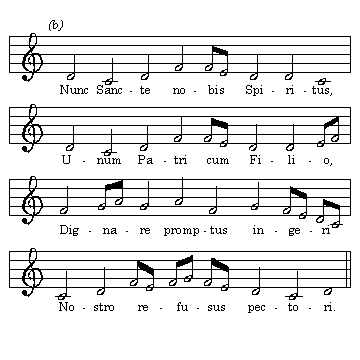 (b)
Nunc Sanc - te no - bis Spi - ri - tus,
U - num Pa - tri cum Fi - li - o,
Dig - na - re promp - tus in - ge - ri
No - stro re - fu - sus pec - to - ri.